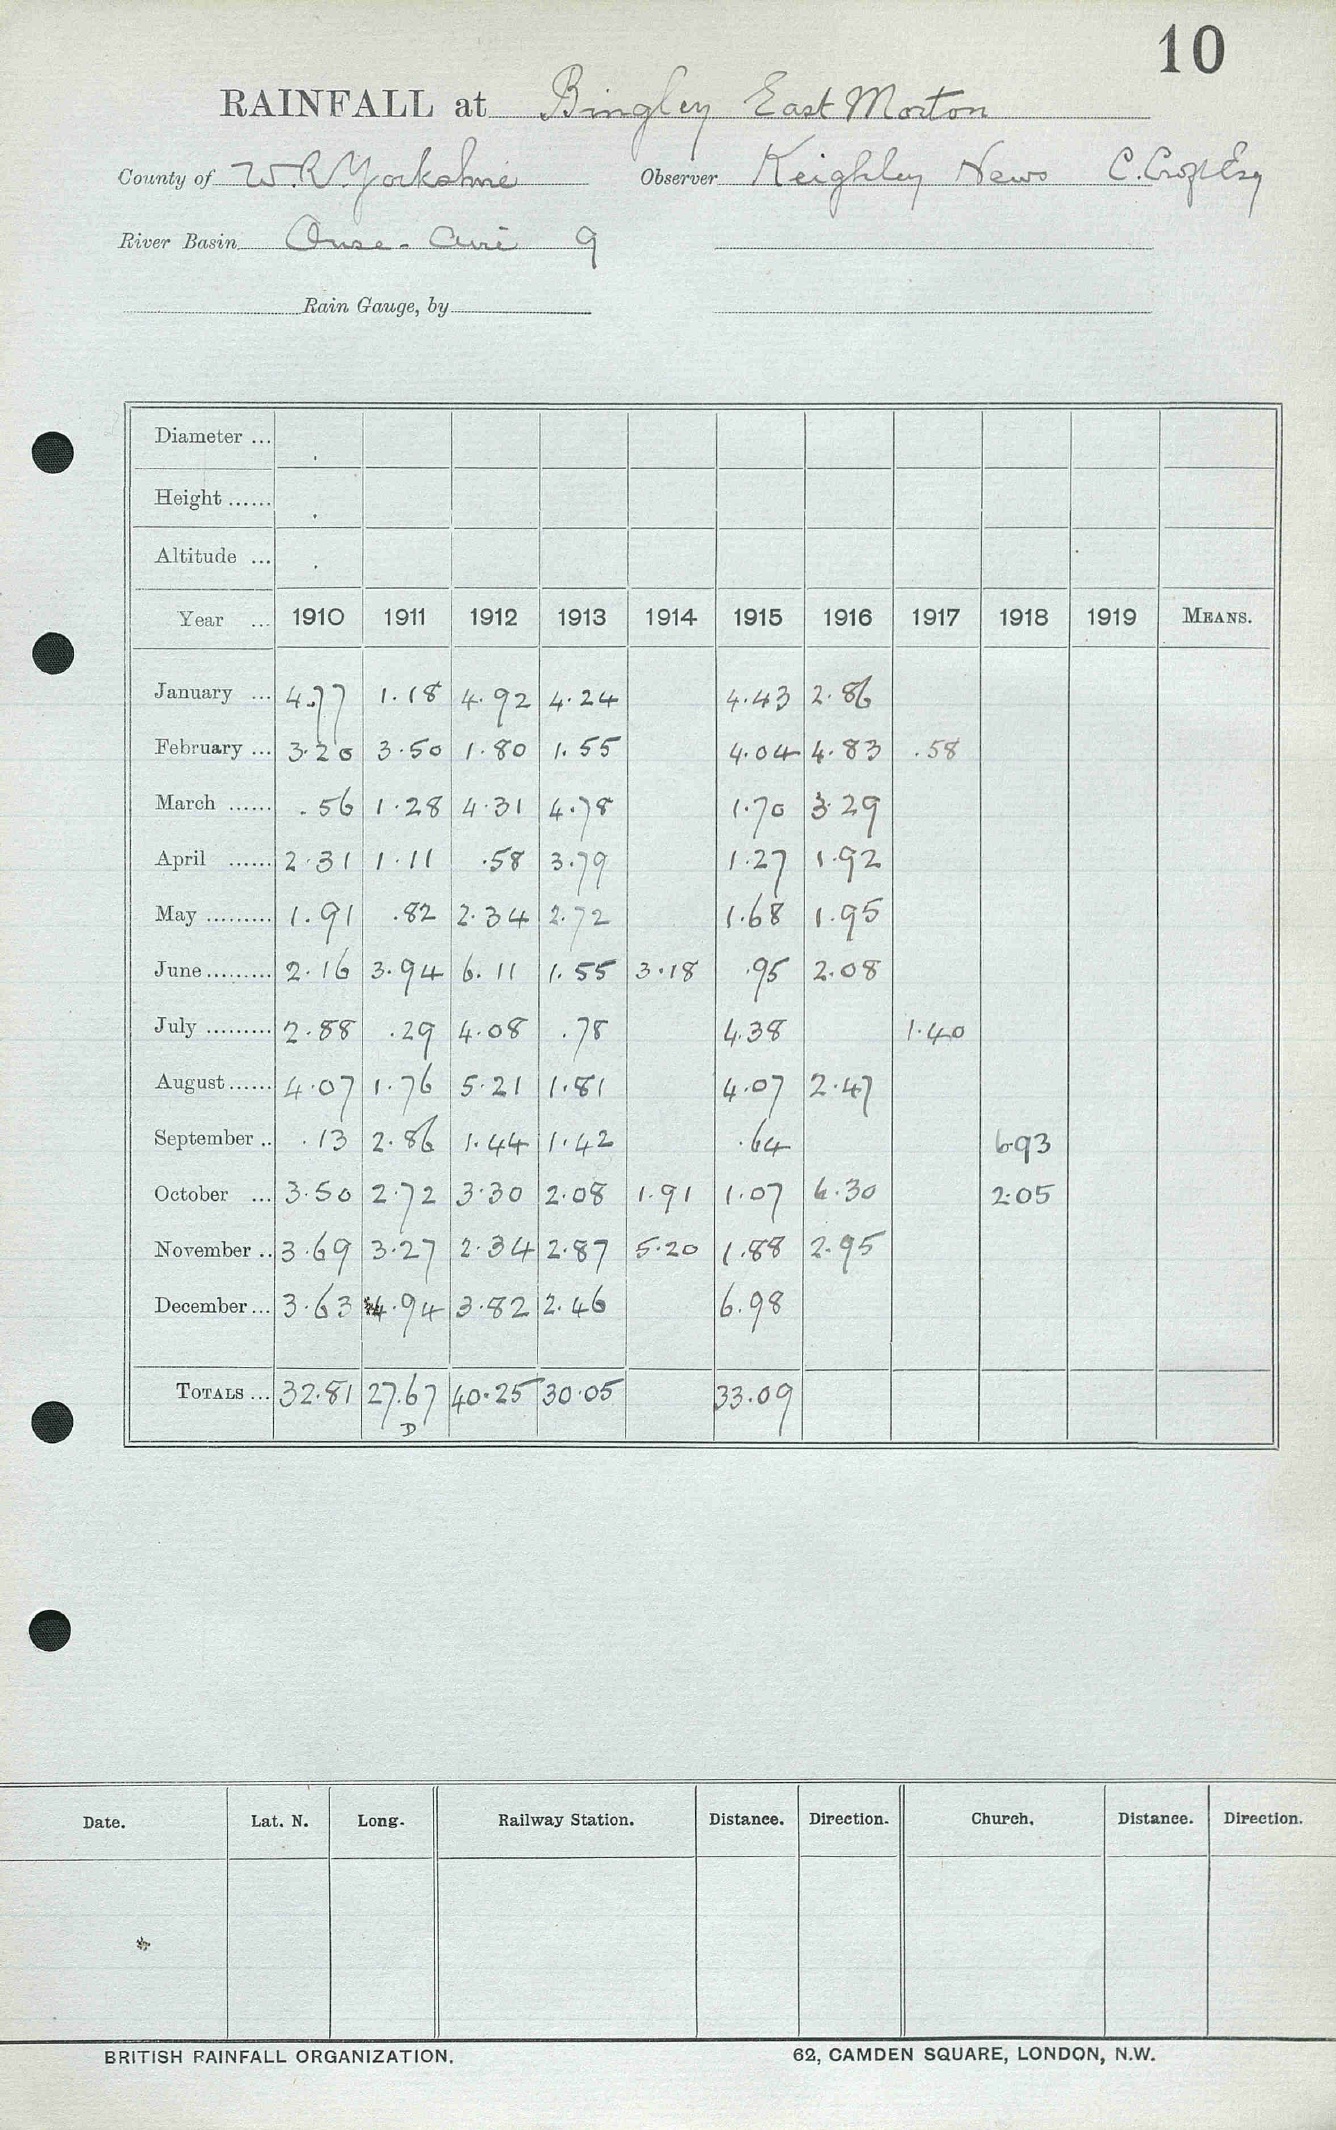 10
RAINFALL at Bingley East Morton
County of W.R. Yorkshire Observer Keighley News C. Esq
River Basin Ouse - Aire 9
Rain Gauge, by
Diameter ...
Height ......
Altitude ...
Year ... 1910 1911 1912 1913 1914 1915 1916 1917 1918 1919 MEANS.
January ... 4.77 1.18 4.92 4.24 4.43 2.86
February ... 3.20 3.50 1.80 1.55 4.04 4.83 .58
March ...... .56 1.28 4.31 4.78 1.70 3.29
April ...... 2.31 1.11 .58 3.79 1.27 1.92
May ......... 1.91 .82 2.34 2.72 1.68 1.95
June ......... 2.16 3.94 6.11 1.55 3.18 .95 2.08
July ......... 2.88 .29 4.08 .78 4.38 1.40
August ...... 4.07 1.76 5.21 1.81 4.07 2.47
September .. .13 2.86 1.44 1.42 .64 6.93
October ... 3.50 2.72 3.30 2.08 1.91 1.07 6.30 2.05
November .. 3.69 3.27 2.34 2.87 5.20 1.88 2.95
December ... 3.63 4.94 3.82 2.46 6.98
TOTALS ... 32.81 27.67 40.25 30.05 33.09
D
Date. Lat. N. Long. Railway Station. Distance. Direction. Church. Distance. Direction.
BRITISH RAINFALL ORGANIZATION. 62, CAMDEN SQUARE, LONDON, N.W.